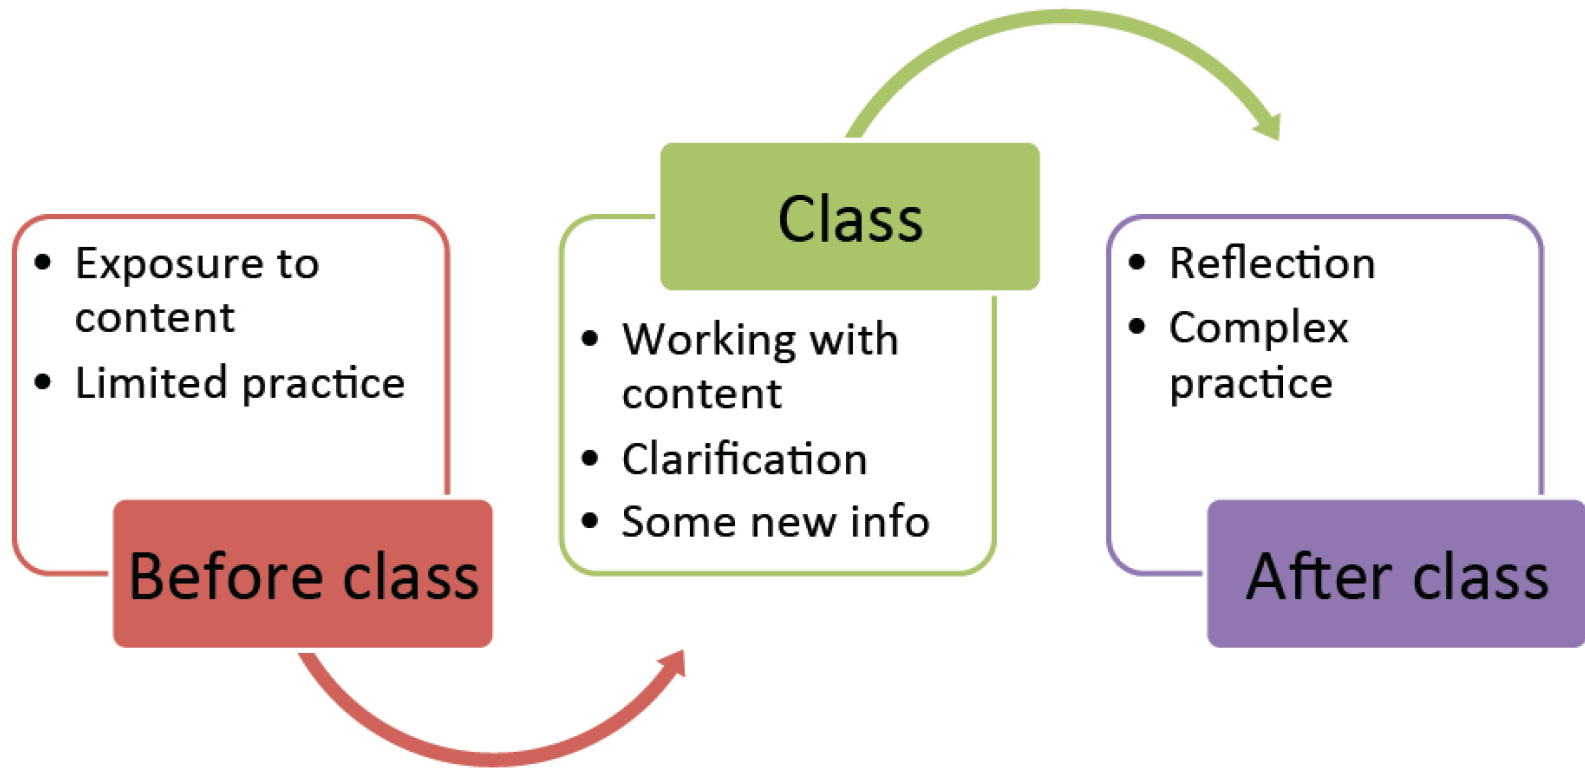 • Exposure to
content
• Limited practice
Before class
Class
• Working with
content
• Clarification
• Some new info
• Reflection
• Complex
practice
After class